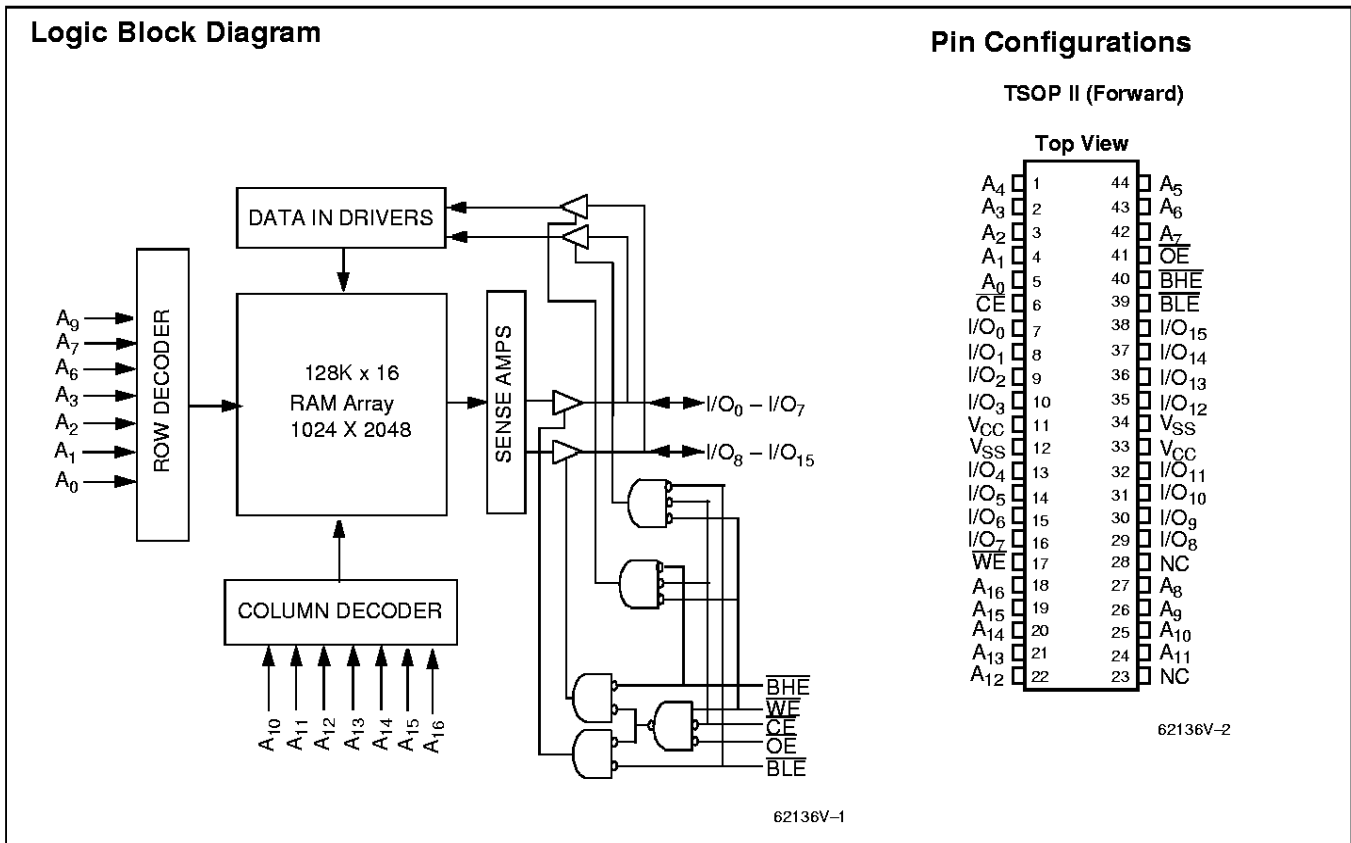 Logic Block Diagram
DATA IN DRIVERS
A9
A7
A6
A3
A2
A1
A0
ROW DECODER
128K x 16
RAM Array
1024 X 2048
SENSE AMPS
I/O0 – I/O7
I/O8 – I/O15
COLUMN DECODER
A10
A11
A12
A13
A14
A15
A16
BHE
WE
CE
OE
BLE
62136V–1
Pin Configurations
TSOP II (Forward)
Top View
A4 1 44 A5
A3 2 43 A6
A2 3 42 A7
A1 4 41 OE
A0 5 40 BHE
CE 6 39 BLE
I/O0 7 38 I/O15
I/O1 8 37 I/O14
I/O2 9 36 I/O13
I/O3 10 35 I/O12
VCC 11 34 VSS
VSS 12 33 VCC
I/O4 13 32 I/O11
I/O5 14 31 I/O10
I/O6 15 30 I/O9
I/O7 16 29 I/O8
WE 17 28 NC
A16 18 27 A8
A15 19 26 A9
A14 20 25 A10
A13 21 24 A11
A12 22 23 NC
62136V–2